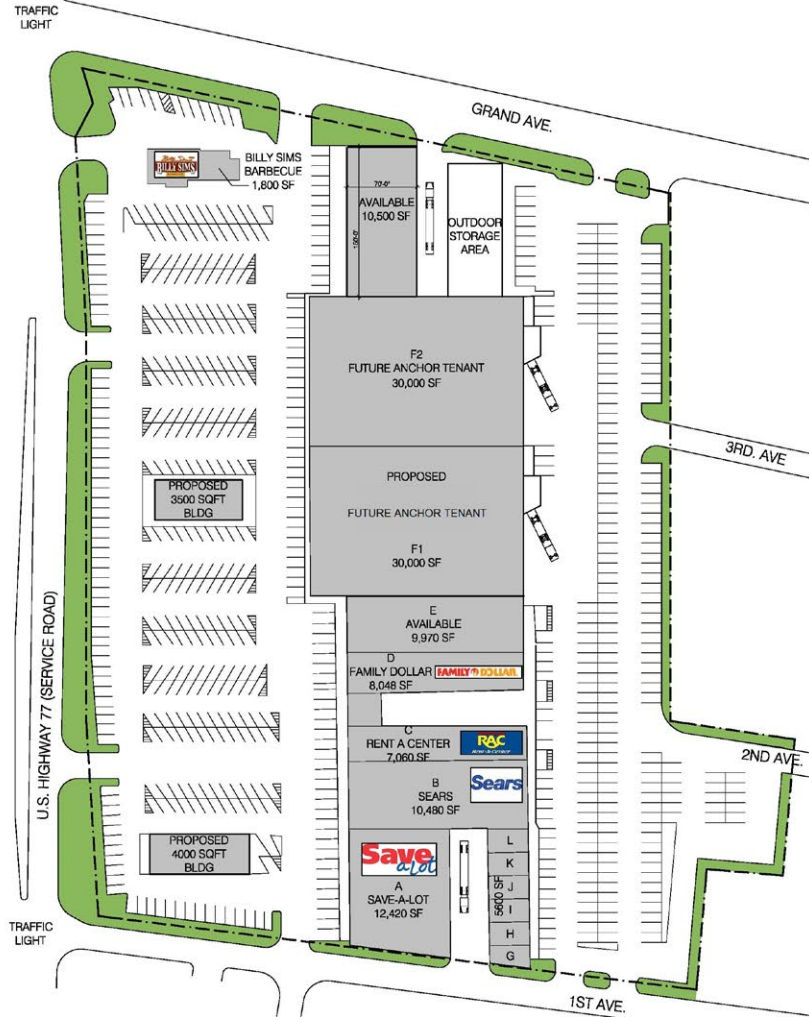 TRAFFIC
LIGHT
GRAND AVE.
BILLY SIMS
BILLY SIMS
BARBECUE
1,800 SF
70'-0"
AVAILABLE
10,500 SF
150'-0"
OUTDOOR
STORAGE
AREA
F2
FUTURE ANCHOR TENANT
30,000 SF
3RD. AVE
PROPOSED
FUTURE ANCHOR TENANT
F1
30,000 SF
PROPOSED
3500 SQFT
BLDG
U.S. HIGHWAY 77 (SERVICE ROAD)
E
AVAILABLE
9,970 SF
D
FAMILY DOLLAR
8,048 SF
FAMILY DOLLAR
C
RENT A CENTER
7,060 SF
RAC
Rent-A-Center
2ND AVE.
B
SEARS
10,480 SF
Sears
PROPOSED
4000 SQFT
BLDG
Save
a Lot
A
SAVE-A-LOT
12,420 SF
5600 SF
L
K
J
I
H
G
TRAFFIC
LIGHT
1ST AVE.